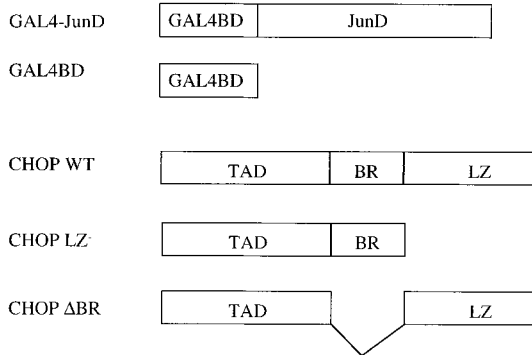 GAL4-JunD GAL4BD JunD
GAL4BD GAL4BD
CHOP WT TAD BR LZ
CHOP LZ⁻ TAD BR
CHOP ΔBR TAD LZ